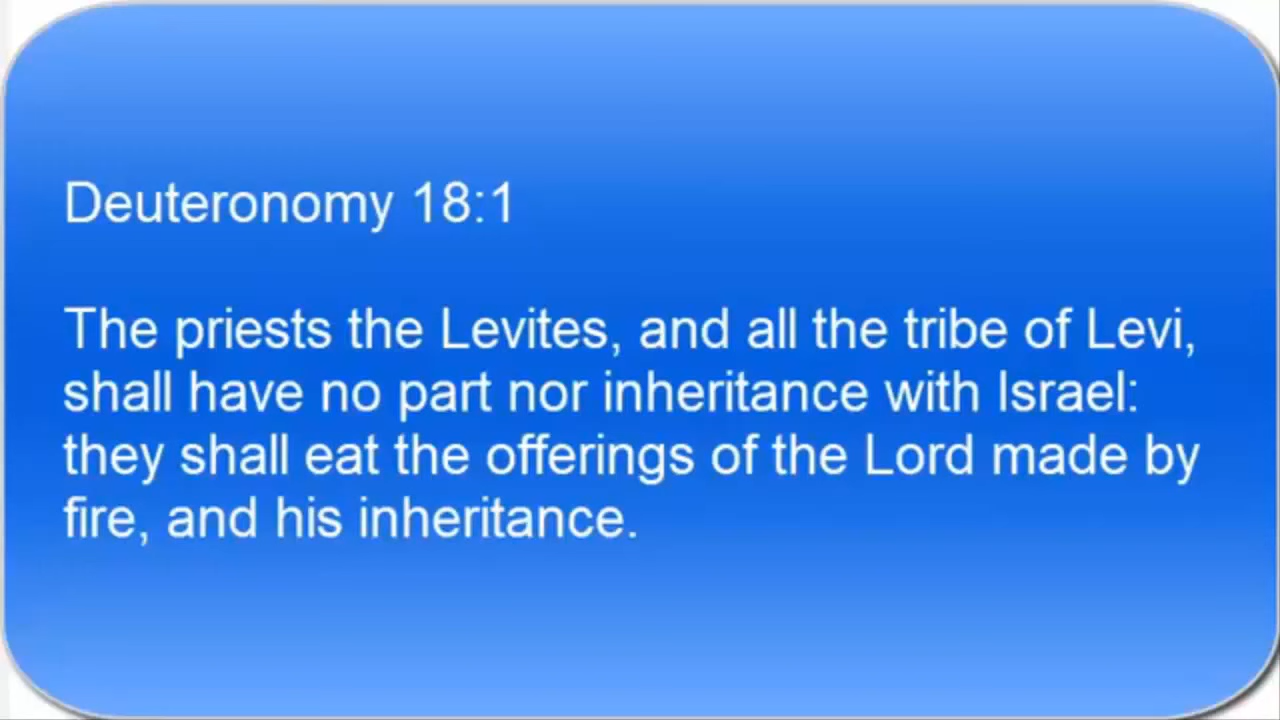 Deuteronomy 18:1
The priests the Levites, and all the tribe of Levi,
shall have no part nor inheritance with Israel:
they shall eat the offerings of the Lord made by
fire, and his inheritance.